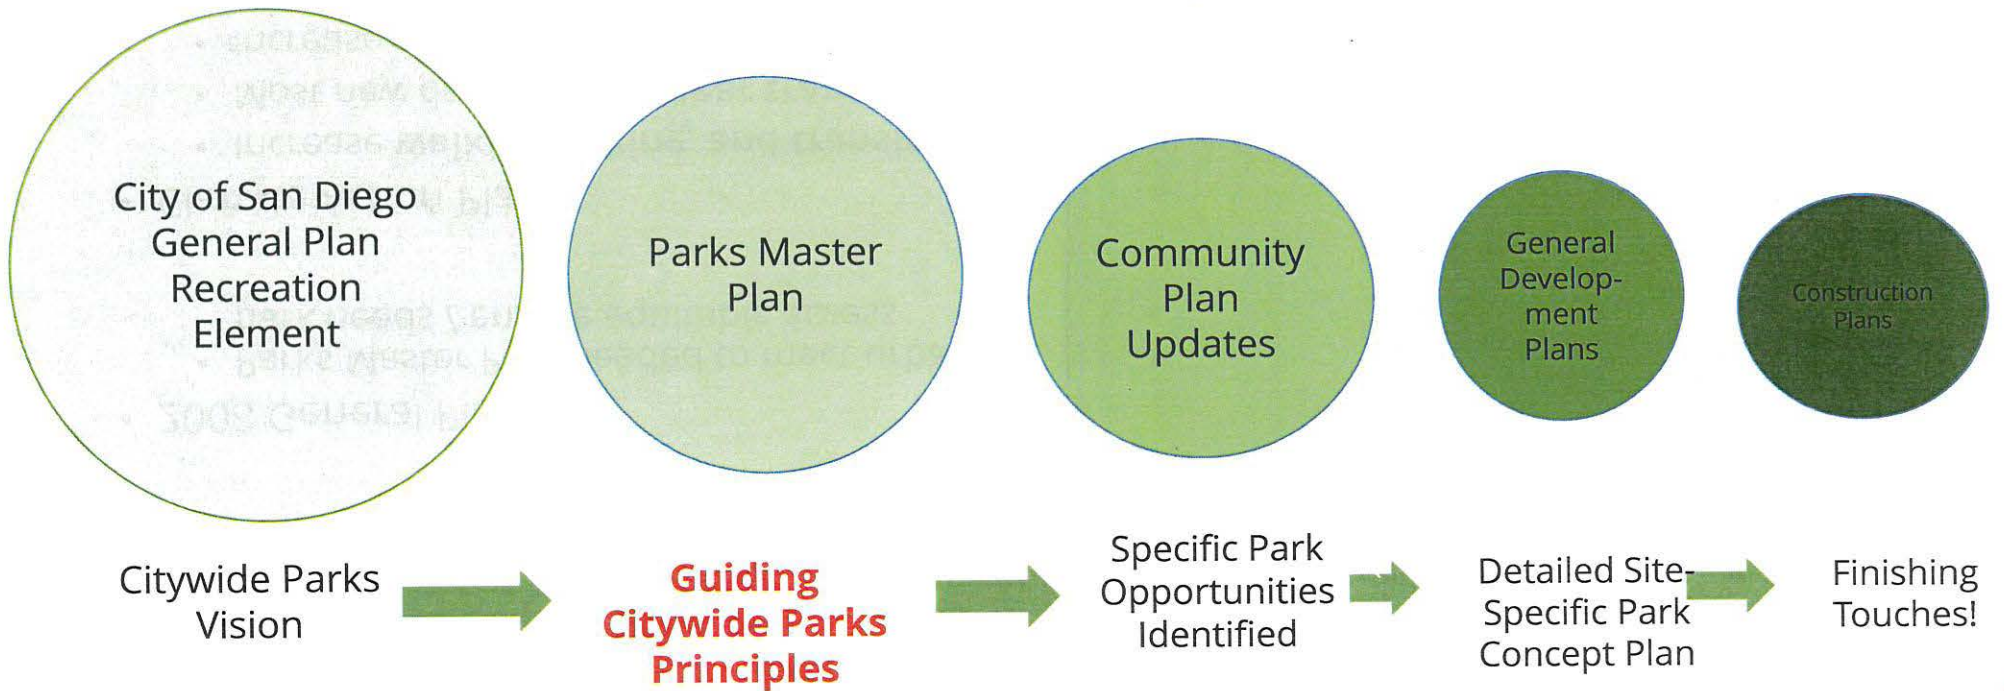 City of San Diego
General Plan
Recreation
Element
Parks Master
Plan
Community
Plan
Updates
General
Develop-
ment
Plans
Construction
Plans
Citywide Parks
Vision
Guiding
Citywide Parks
Principles
Specific Park
Opportunities
Identified
Detailed Site-
Specific Park
Concept Plan
Finishing
Touches!